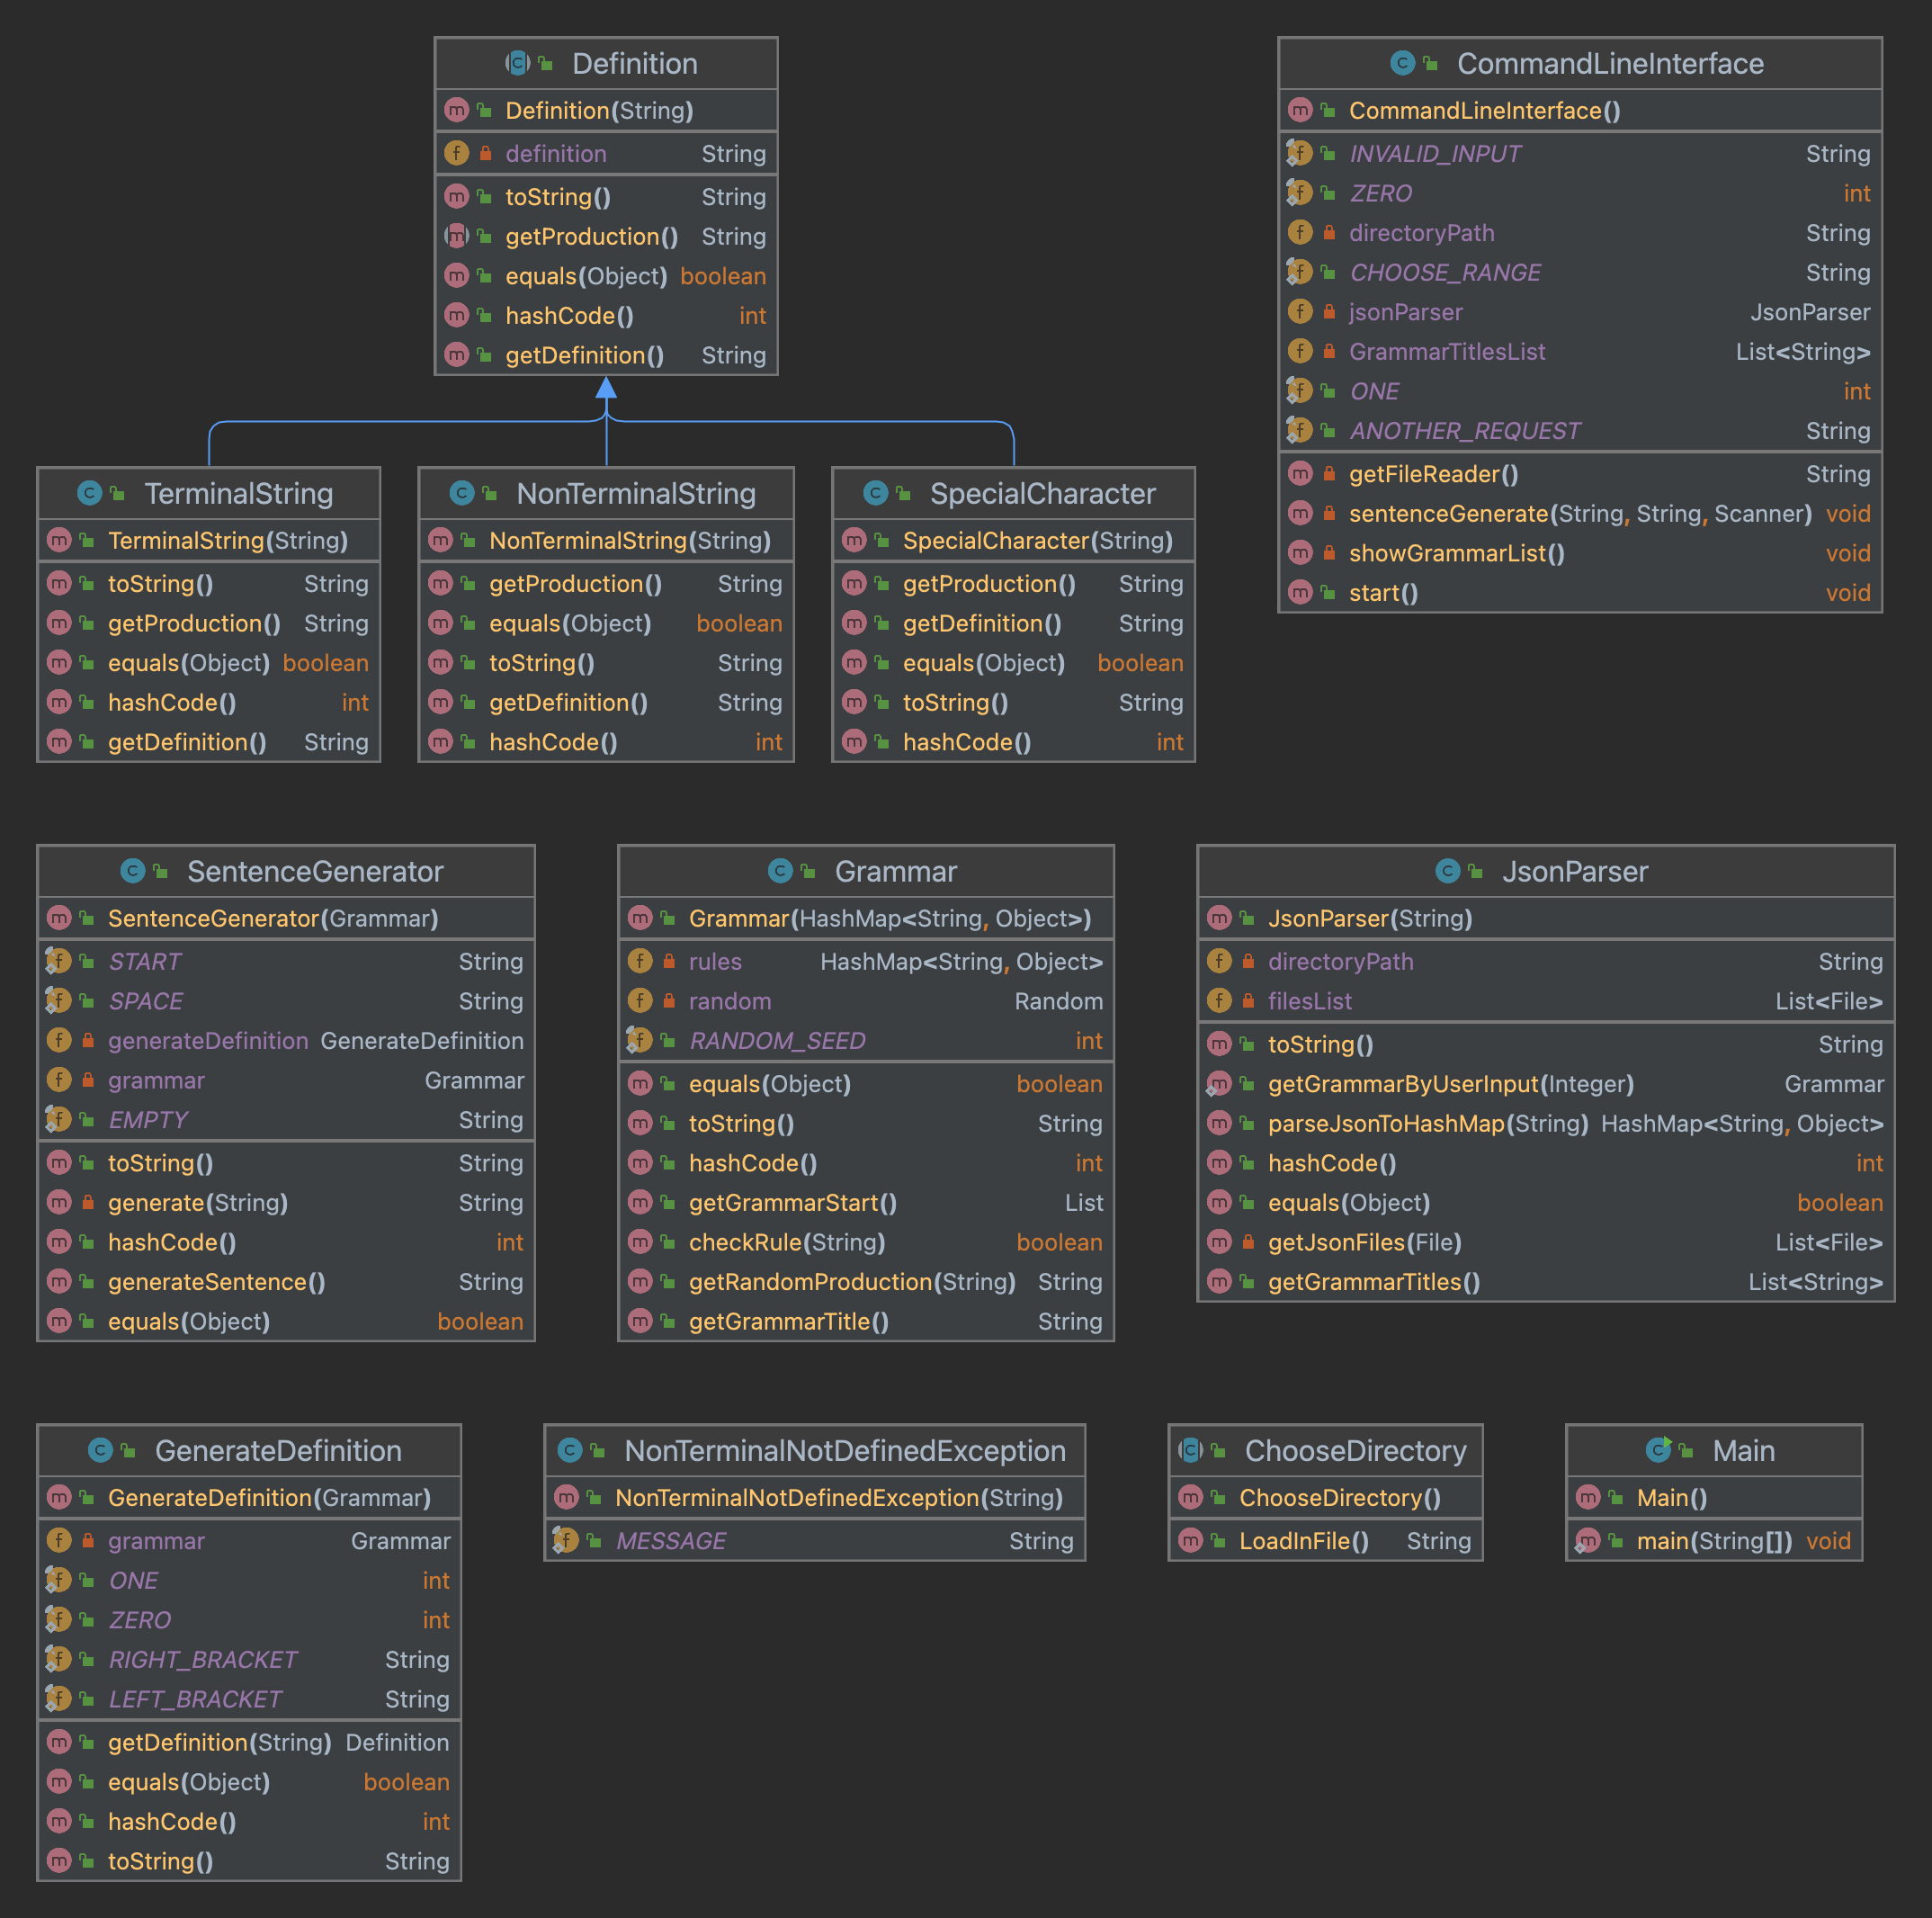 Definition
Definition(String)
definition String
toString() String
getProduction() String
equals(Object) boolean
hashCode() int
getDefinition() String
CommandLineInterface
CommandLineInterface()
INVALID_INPUT String
ZERO int
directoryPath String
CHOOSE_RANGE String
jsonParser JsonParser
GrammarTitlesList List<String>
ONE int
ANOTHER_REQUEST String
getFileReader() String
sentenceGenerate(String, String, Scanner) void
showGrammarList() void
start() void
TerminalString
TerminalString(String)
toString() String
getProduction() String
equals(Object) boolean
hashCode() int
getDefinition() String
NonTerminalString
NonTerminalString(String)
getProduction() String
equals(Object) boolean
toString() String
getDefinition() String
hashCode() int
SpecialCharacter
SpecialCharacter(String)
getProduction() String
getDefinition() String
equals(Object) boolean
toString() String
hashCode() int
SentenceGenerator
SentenceGenerator(Grammar)
START String
SPACE String
generateDefinition GenerateDefinition
grammar Grammar
EMPTY String
toString() String
generate(String) String
hashCode() int
generateSentence() String
equals(Object) boolean
Grammar
Grammar(HashMap<String, Object>)
rules HashMap<String, Object>
random Random
RANDOM_SEED int
equals(Object) boolean
toString() String
hashCode() int
getGrammarStart() List
checkRule(String) boolean
getRandomProduction(String) String
getGrammarTitle() String
JsonParser
JsonParser(String)
directoryPath String
filesList List<File>
toString() String
getGrammarByUserInput(Integer) Grammar
parseJsonToHashMap(String) HashMap<String, Object>
hashCode() int
equals(Object) boolean
getJsonFiles(File) List<File>
getGrammarTitles() List<String>
GenerateDefinition
GenerateDefinition(Grammar)
grammar Grammar
ONE int
ZERO int
RIGHT_BRACKET String
LEFT_BRACKET String
getDefinition(String) Definition
equals(Object) boolean
hashCode() int
toString() String
NonTerminalNotDefinedException
NonTerminalNotDefinedException(String)
MESSAGE String
ChooseDirectory
ChooseDirectory()
LoadInFile() String
Main
Main()
main(String[]) void